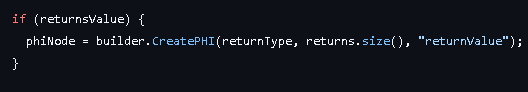 if (returnsValue) {
  phiNode = builder.CreatePHI(returnType, returns.size(), "returnValue");
}